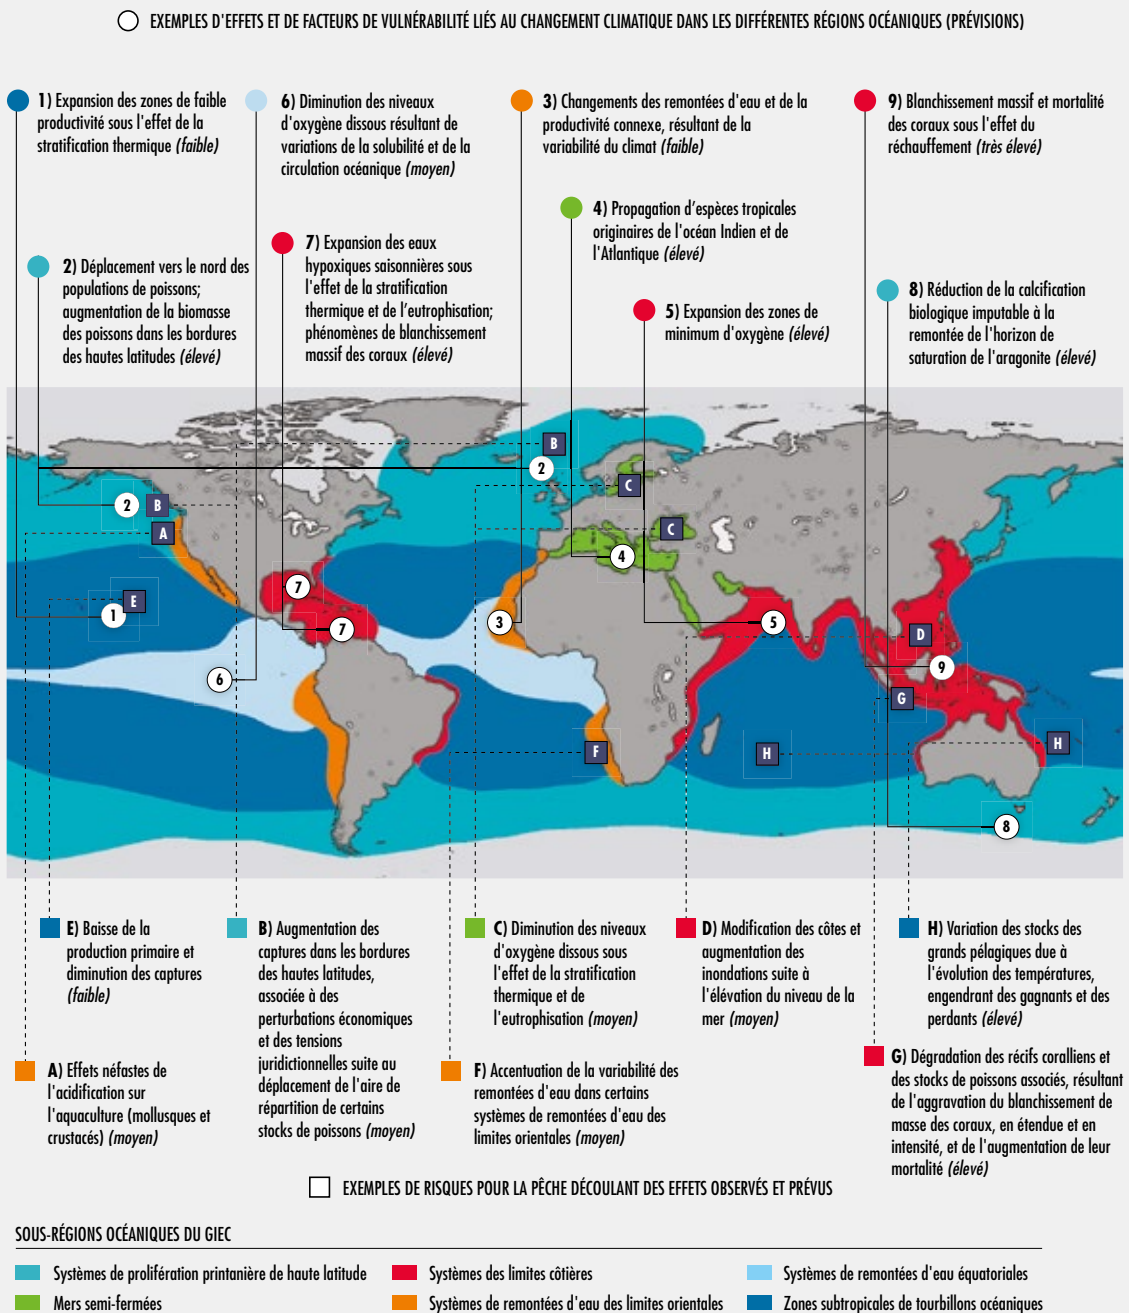 EXEMPLES D'EFFETS ET DE FACTEURS DE VULNÉRABILITÉ LIÉS AU CHANGEMENT CLIMATIQUE DANS LES DIFFÉRENTES RÉGIONS OCÉANIQUES (PRÉVISIONS)
1) Expansion des zones de faible
productivité sous l'effet de la
stratification thermique (faible)
6) Diminution des niveaux
d'oxygène dissous résultant de
variations de la solubilité et de la
circulation océanique (moyen)
3) Changements des remontées d'eau et de la
productivité connexe, résultant de la
variabilité du climat (faible)
9) Blanchissement massif et mortalité
des coraux sous l'effet du
réchauffement (très élevé)
4) Propagation d'espèces tropicales
originaires de l'océan Indien et de
l'Atlantique (élevé)
2) Déplacement vers le nord des
populations de poissons;
augmentation de la biomasse
des poissons dans les bordures
des hautes latitudes (élevé)
7) Expansion des eaux
hypoxiques saisonnières sous
l'effet de la stratification
thermique et de l'eutrophisation;
phénomènes de blanchissement
massif des coraux (élevé)
5) Expansion des zones de
minimum d'oxygène (élevé)
8) Réduction de la calcification
biologique imputable à la
remontée de l'horizon de
saturation de l'aragonite (élevé)
B
2
C
2
B
A
C
4
7
E
1
3
5
7
D
9
6
G
H
F
H
8
E) Baisse de la
production primaire et
diminution des captures
(faible)
B) Augmentation des
captures dans les bordures
des hautes latitudes,
associée à des
perturbations économiques
et des tensions
juridictionnelles suite au
déplacement de l'aire de
répartition de certains
stocks de poissons (moyen)
C) Diminution des niveaux
d'oxygène dissous sous
l'effet de la stratification
thermique et de
l'eutrophisation (moyen)
D) Modification des côtes et
augmentation des
inondations suite à
l'élévation du niveau de la
mer (moyen)
H) Variation des stocks des
grands pélagiques due à
l'évolution des températures,
engendrant des gagnants et des
perdants (élevé)
A) Effets néfastes de
l'acidification sur
l'aquaculture (mollusques et
crustacés) (moyen)
F) Accentuation de la variabilité des
remontées d'eau dans certains
systèmes de remontées d'eau des
limites orientales (moyen)
G) Dégradation des récifs coralliens et
des stocks de poissons associés, résultant
de l'aggravation du blanchissement de
masse des coraux, en étendue et en
intensité, et de l'augmentation de leur
mortalité (élevé)
EXEMPLES DE RISQUES POUR LA PÊCHE DÉCOULANT DES EFFETS OBSERVÉS ET PRÉVUS
SOUS-RÉGIONS OCÉANIQUES DU GIEC
Systèmes de prolifération printanière de haute latitude
Systèmes des limites côtières
Systèmes de remontées d'eau équatoriales
Mers semi-fermées
Systèmes de remontées d'eau des limites orientales
Zones subtropicales de tourbillons océaniques